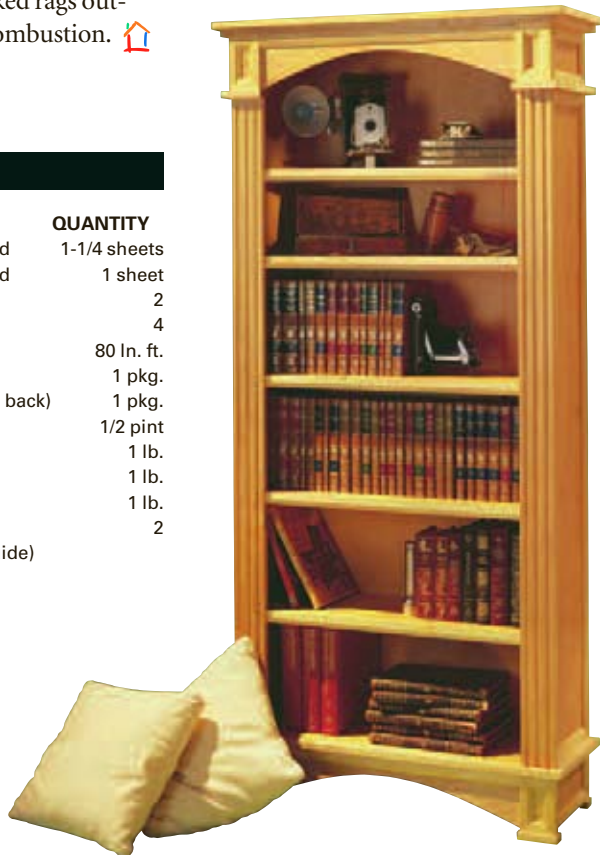 ked rags out-
ombustion.
QUANTITY
d 1-1/4 sheets
d 1 sheet
2
4
80 ln. ft.
1 pkg.
back) 1 pkg.
1/2 pint
1 lb.
1 lb.
1 lb.
2
ide)